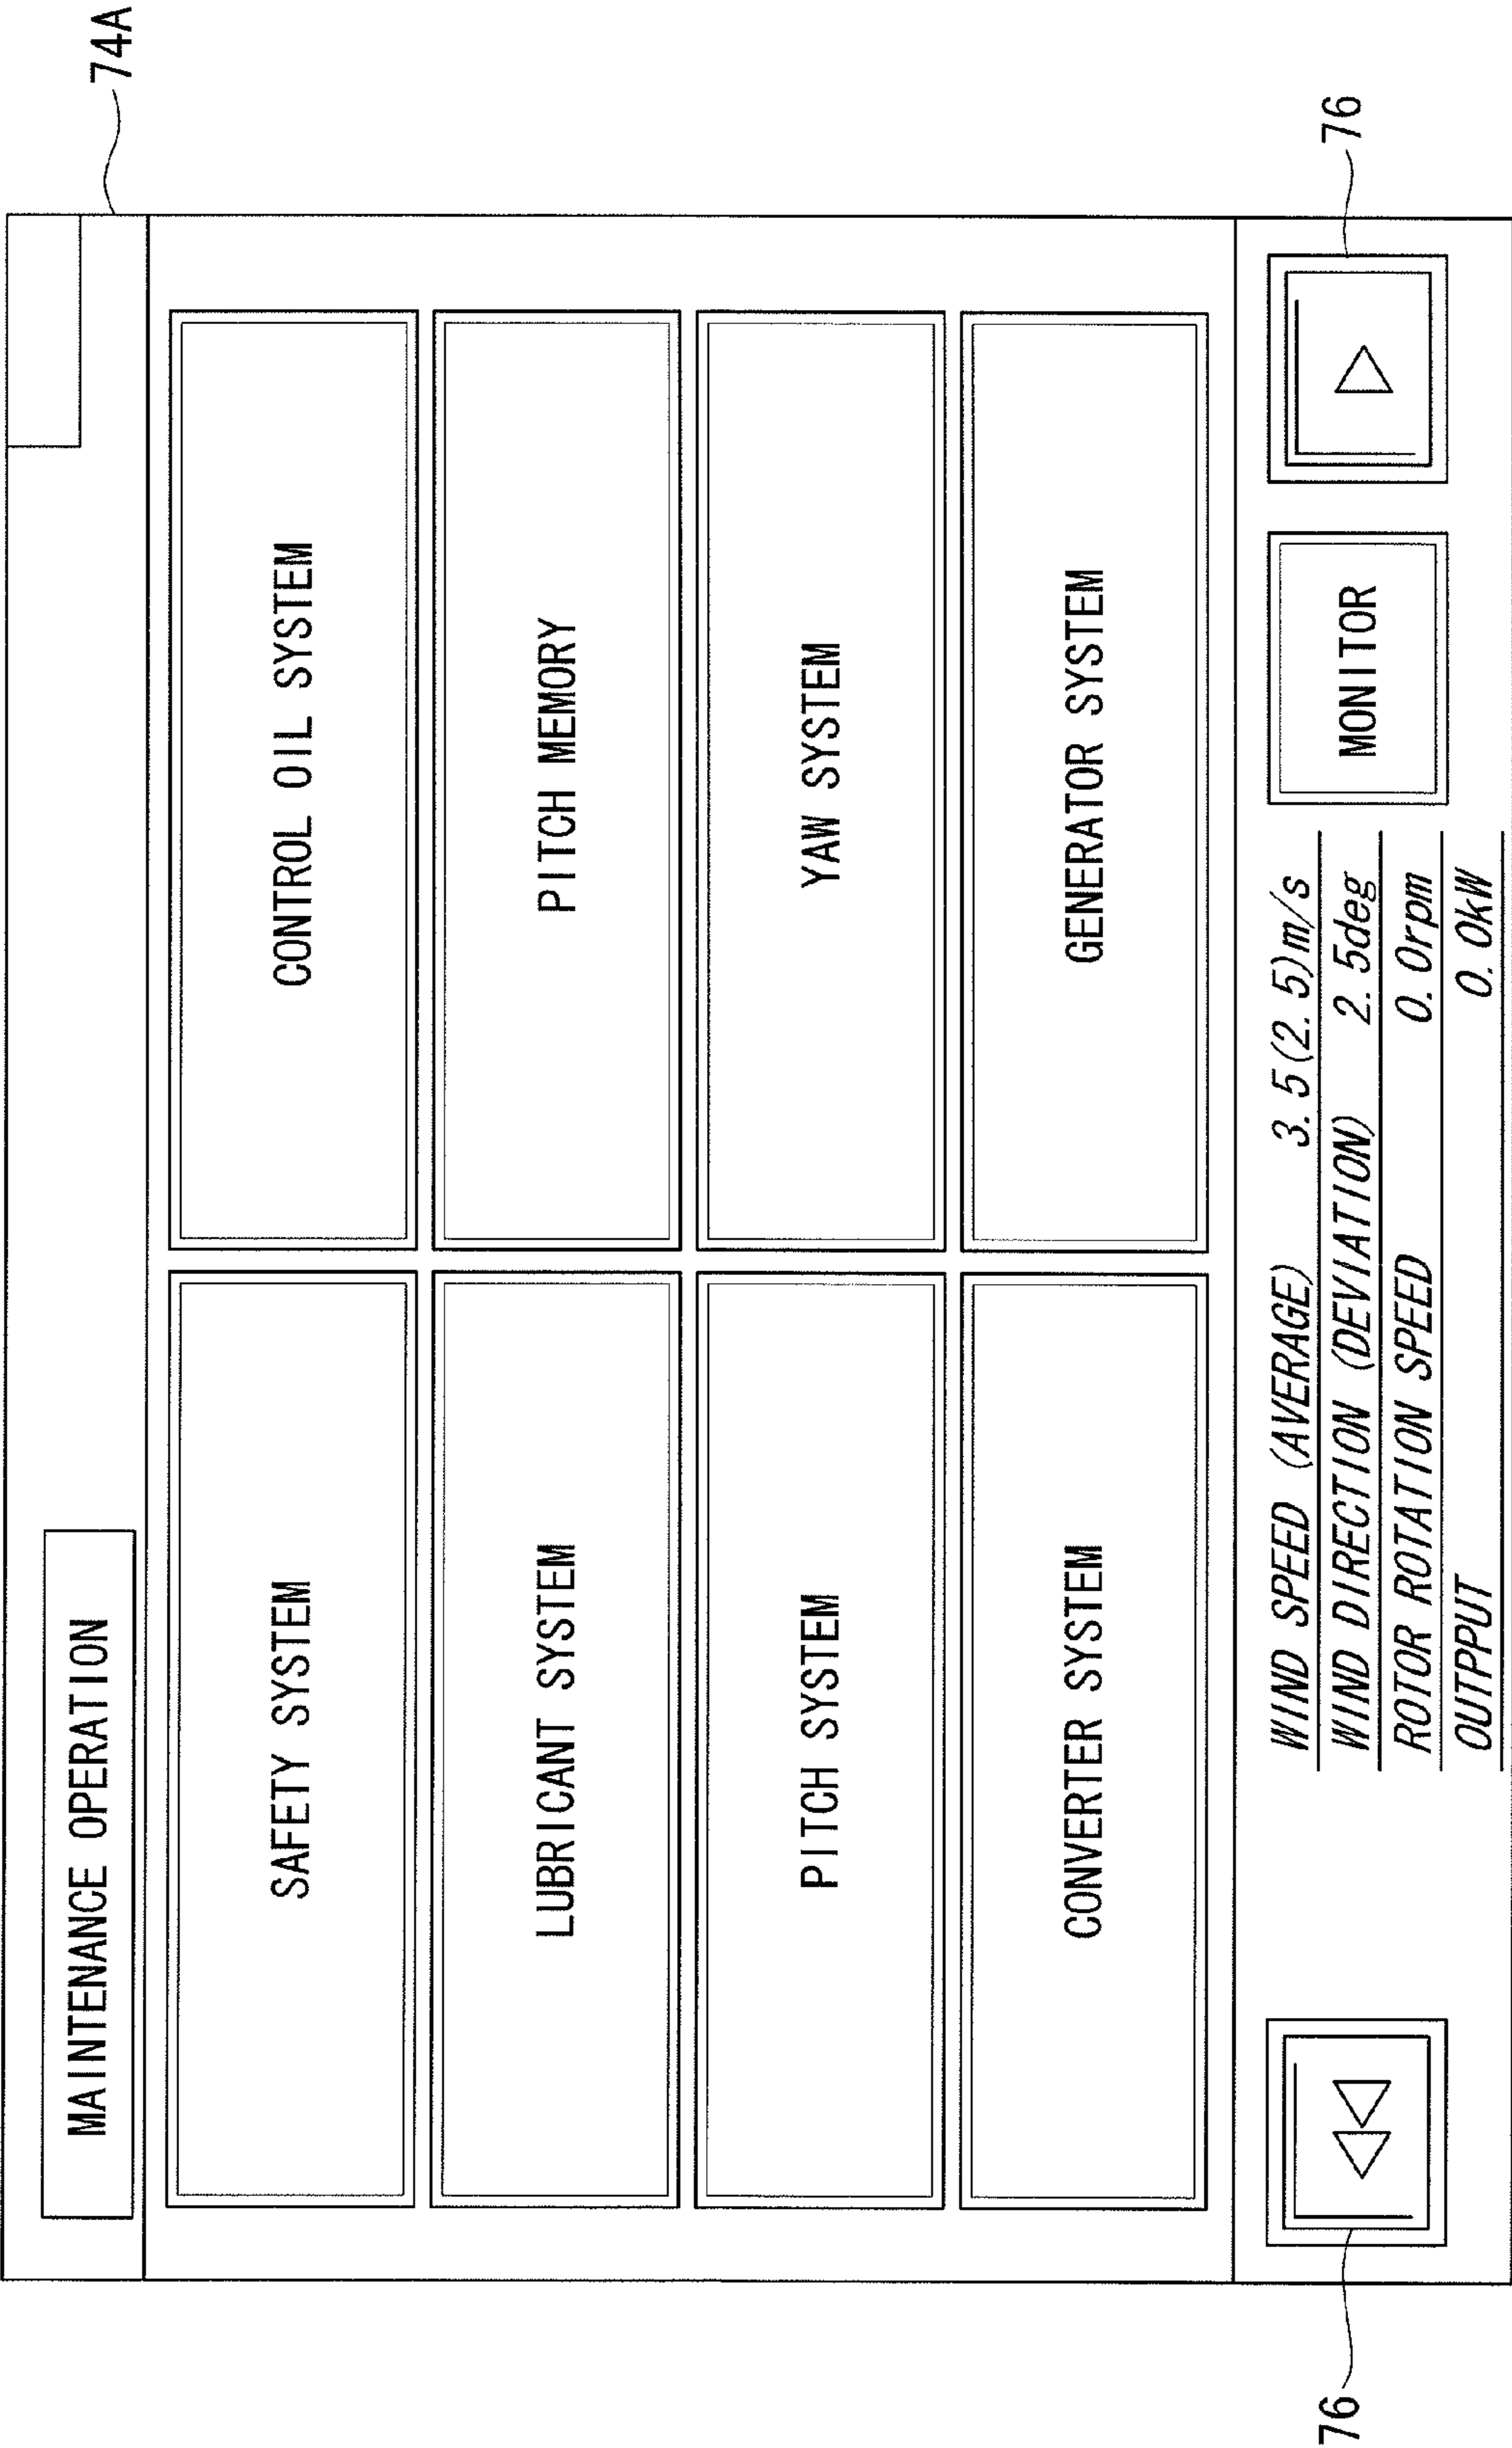 74A
MAINTENANCE OPERATION
SAFETY SYSTEM
CONTROL OIL SYSTEM
LUBRICANT SYSTEM
PITCH MEMORY
PITCH SYSTEM
YAW SYSTEM
CONVERTER SYSTEM
GENERATOR SYSTEM
WIND SPEED (AVERAGE) 3.5(2.5)m/s
WIND DIRECTION (DEVIATION) 2.5deg
ROTOR ROTATION SPEED 0.0rpm
OUTPPUT 0.0kW
MONITOR
76
76